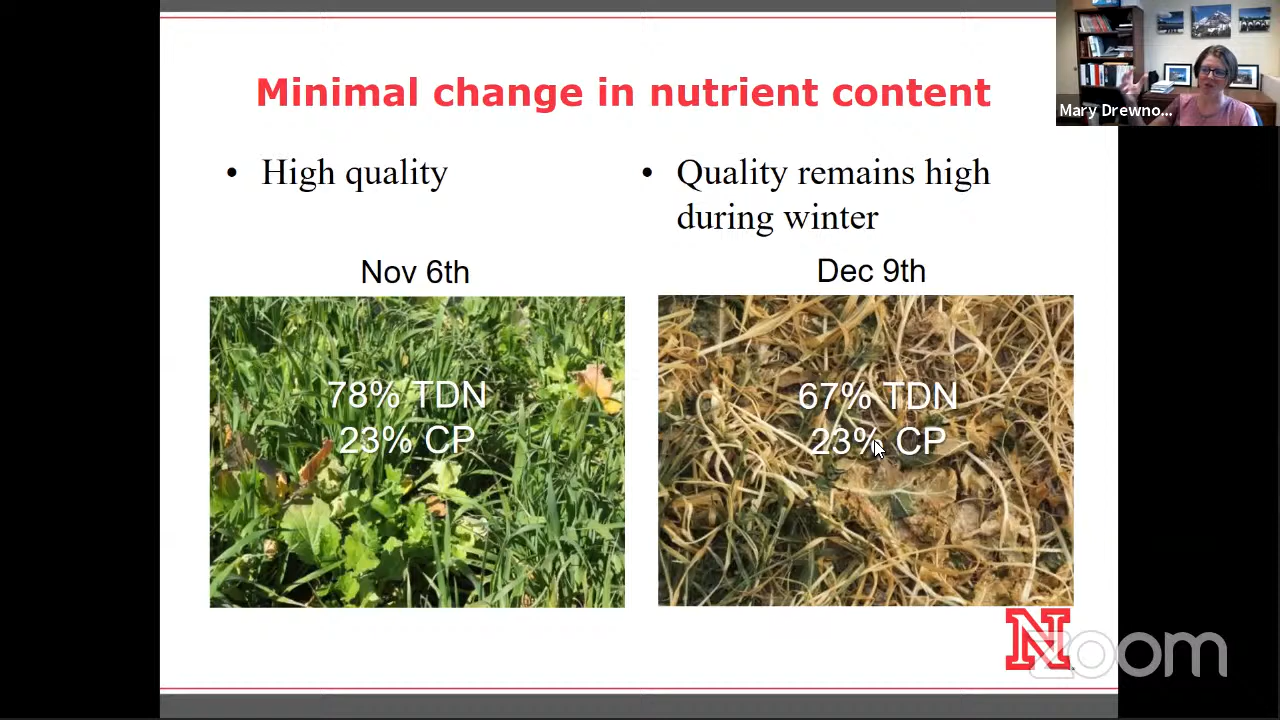 Minimal change in nutrient content
• High quality
• Quality remains high
during winter
Nov 6th
Dec 9th
78% TDN
23% CP
67% TDN
23% CP
N
zoom
Mary Drewno...